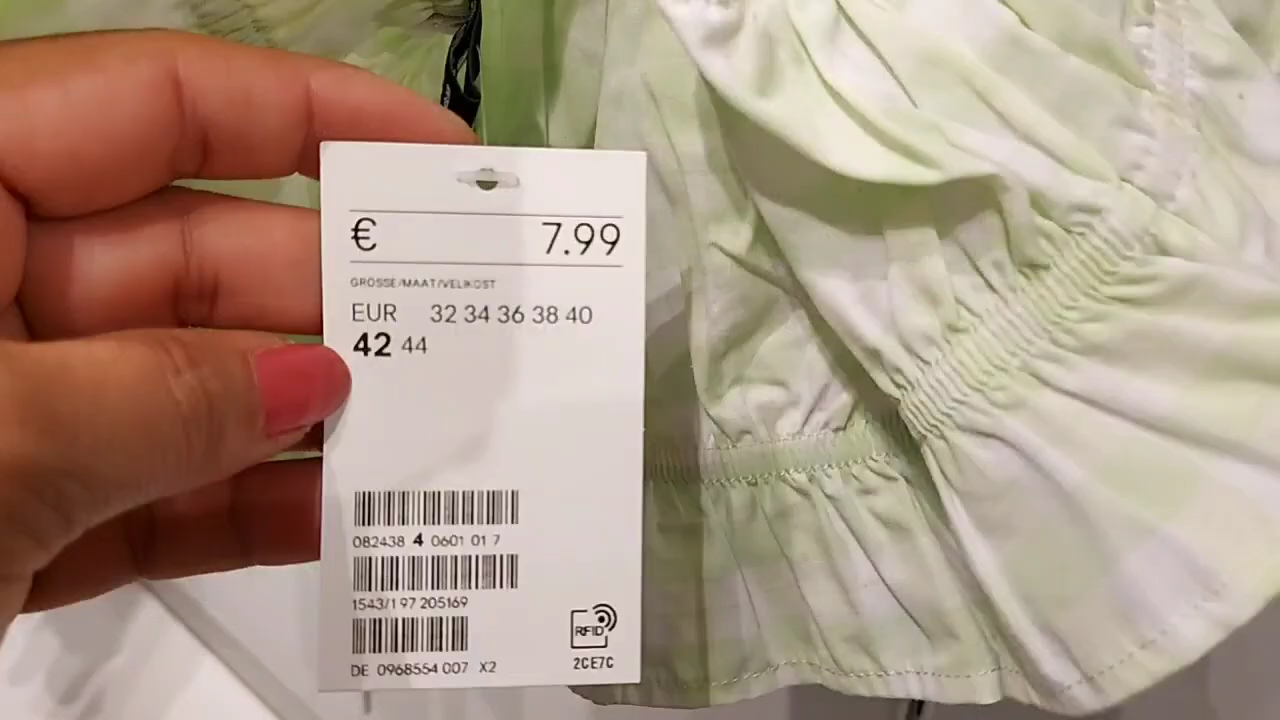 € 7.99
GRÖSSE/MAAT/VELIKOST
EUR 32 34 36 38 40
42 44
082438 4 0601 01 7
1543/1 97 205169
RFID
DE 0968554 007 X2
2CE7C